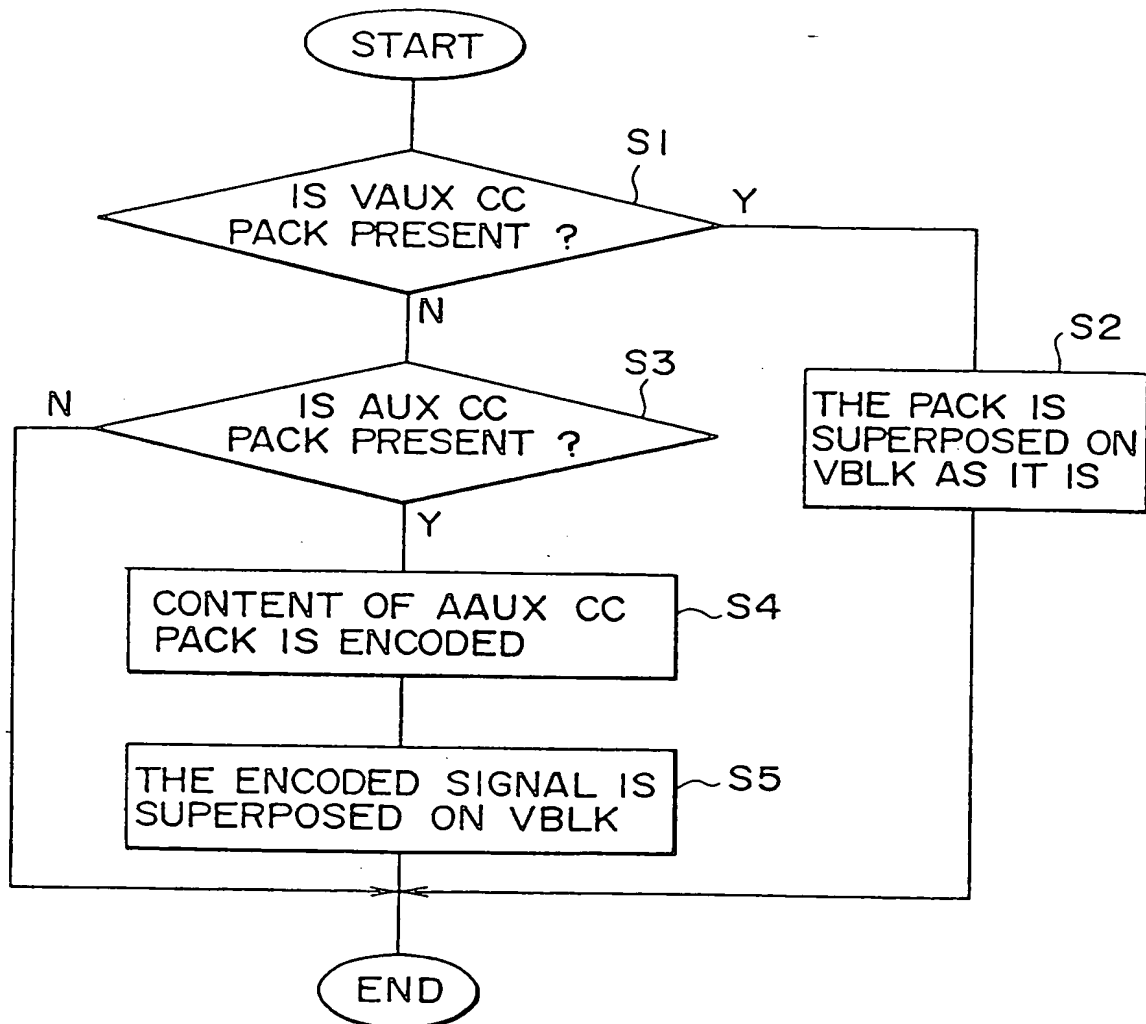 START
S1
IS VAUX CC
PACK PRESENT ?
Y
N
S2
THE PACK IS
SUPERPOSED ON
VBLK AS IT IS
S3
N
IS AUX CC
PACK PRESENT ?
Y
CONTENT OF AAUX CC
PACK IS ENCODED
S4
THE ENCODED SIGNAL IS
SUPERPOSED ON VBLK
S5
END